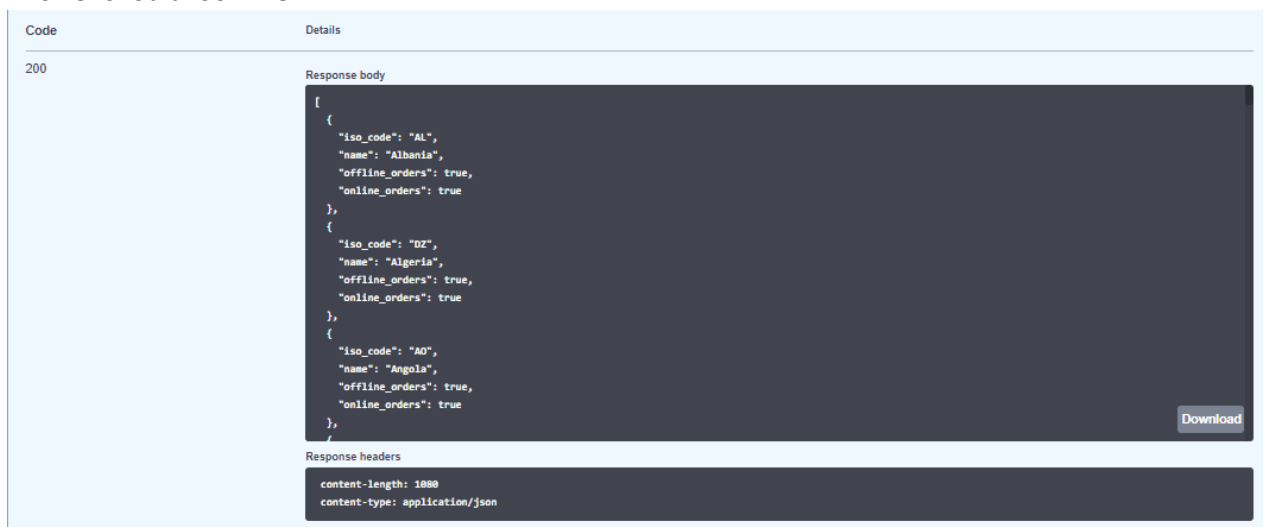 Code Details
200
Response body
[
{
"iso_code": "AL",
"name": "Albania",
"offline_orders": true,
"online_orders": true
},
{
"iso_code": "DZ",
"name": "Algeria",
"offline_orders": true,
"online_orders": true
},
{
"iso_code": "AO",
"name": "Angola",
"offline_orders": true,
"online_orders": true
},
{
Download
Response headers
content-length: 1080
content-type: application/json